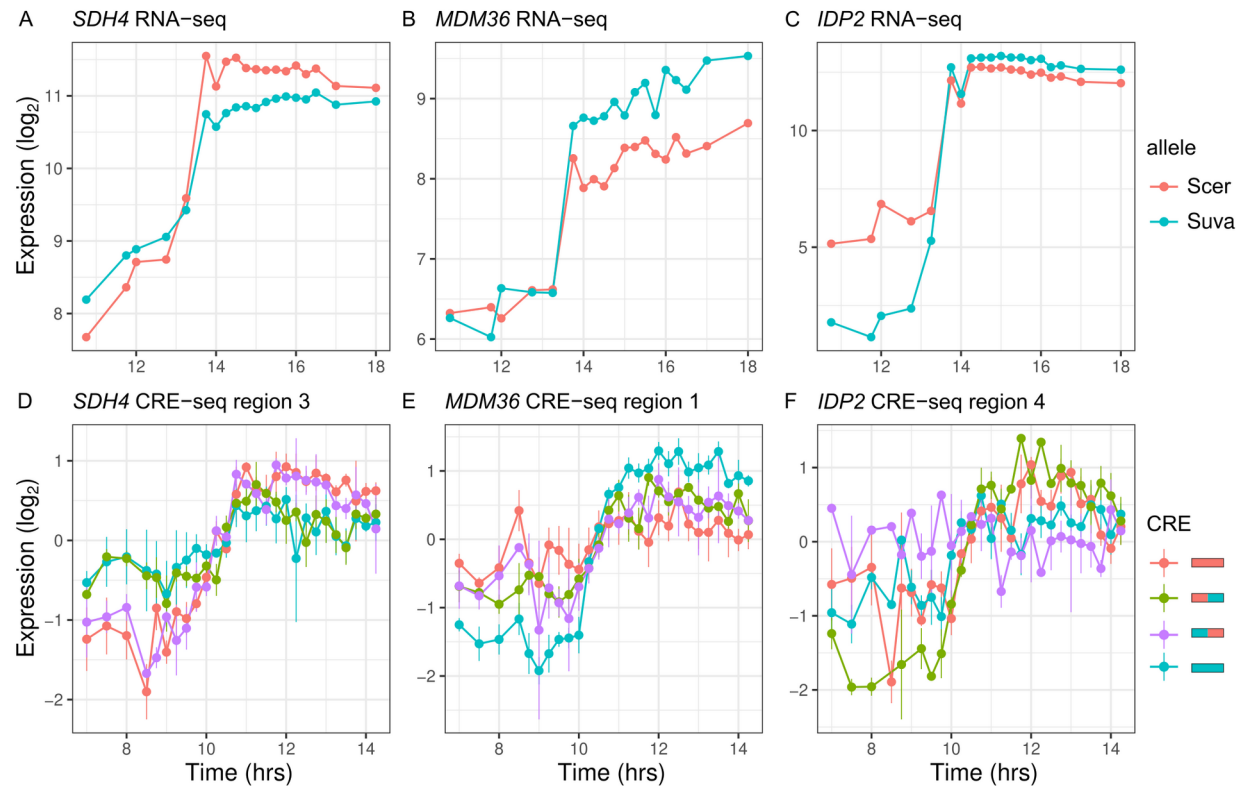 A SDH4 RNA−seq
B MDM36 RNA−seq
C IDP2 RNA−seq
Expression (log2)
11
10
9
8
12 14 16 18
9
8
7
6
12 14 16 18
10
5
12 14 16 18
allele
Scer
Suva
D SDH4 CRE−seq region 3
E MDM36 CRE−seq region 1
F IDP2 CRE−seq region 4
Expression (log2)
1
0
−1
−2
8 10 12 14
Time (hrs)
1
0
−1
−2
8 10 12 14
Time (hrs)
1
0
−1
−2
8 10 12 14
Time (hrs)
CRE